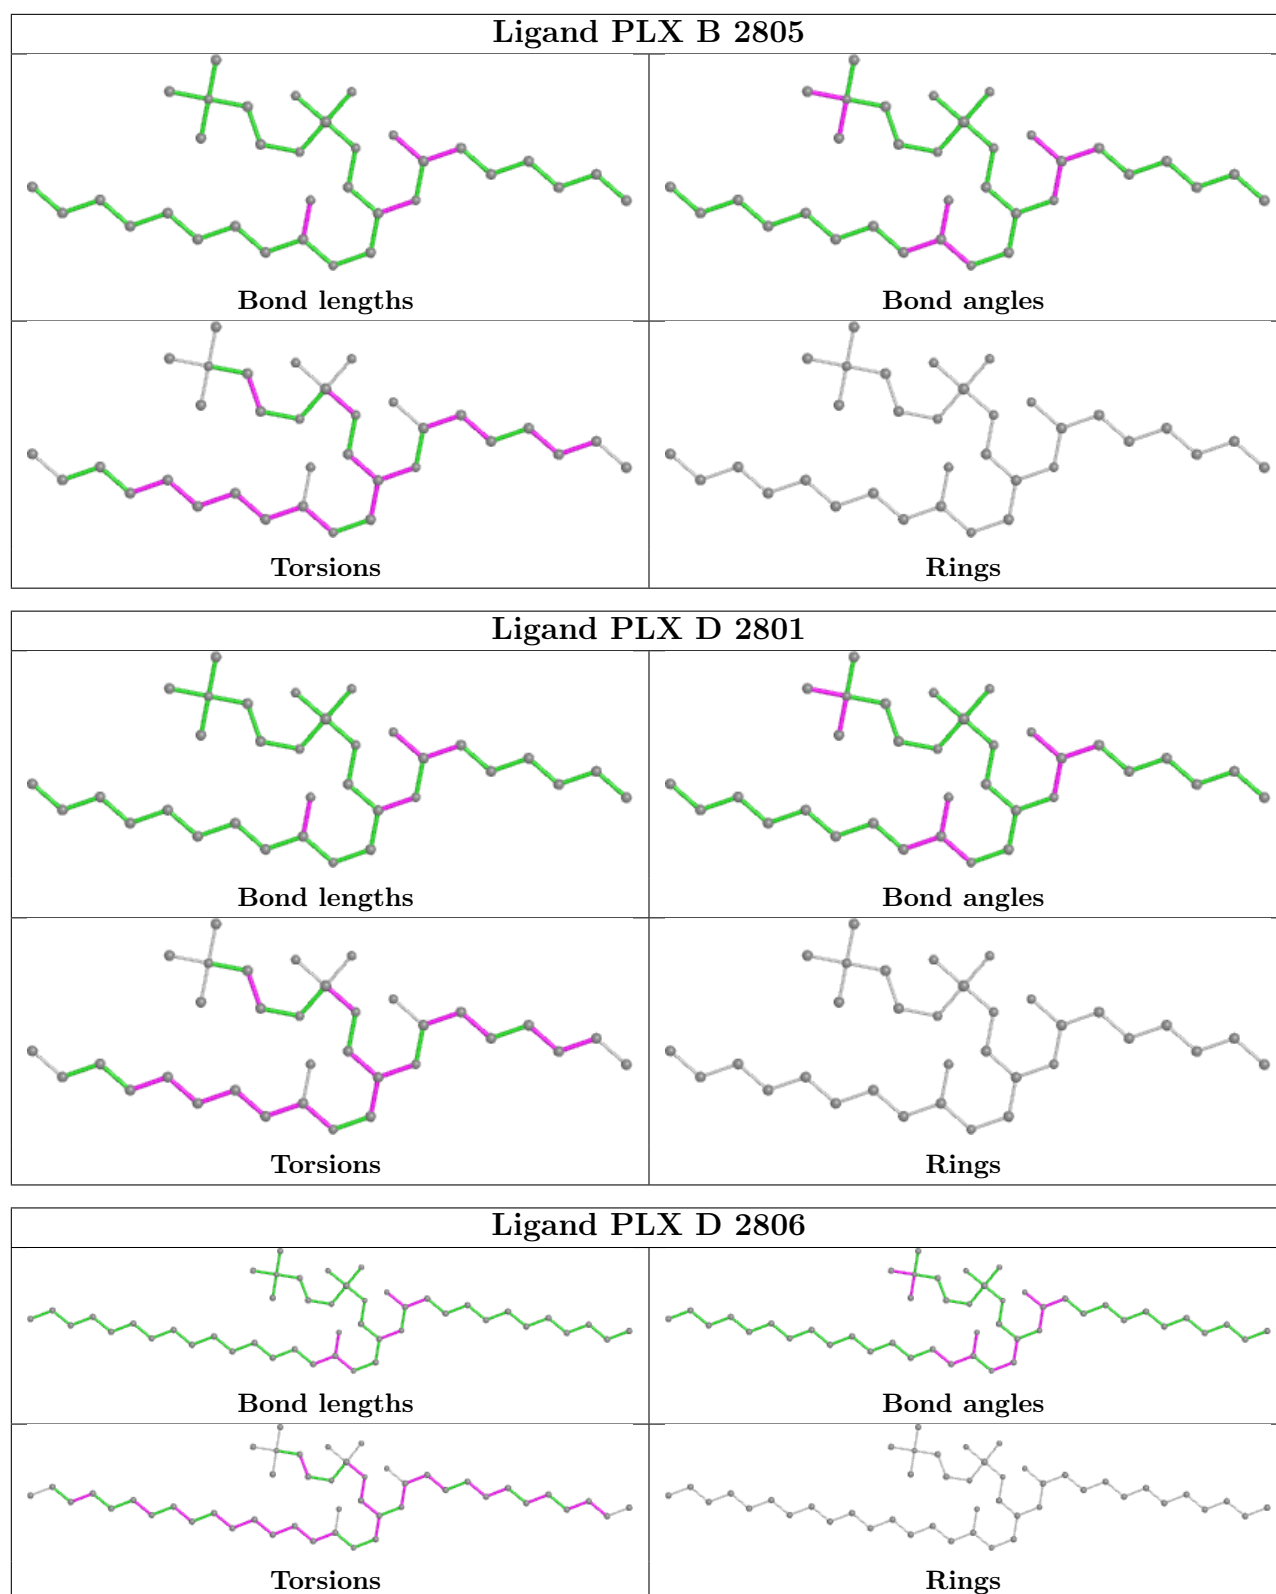 Ligand PLX B 2805
Bond lengths
Bond angles
Torsions
Rings
Ligand PLX D 2801
Bond lengths
Bond angles
Torsions
Rings
Ligand PLX D 2806
Bond lengths
Bond angles
Torsions
Rings